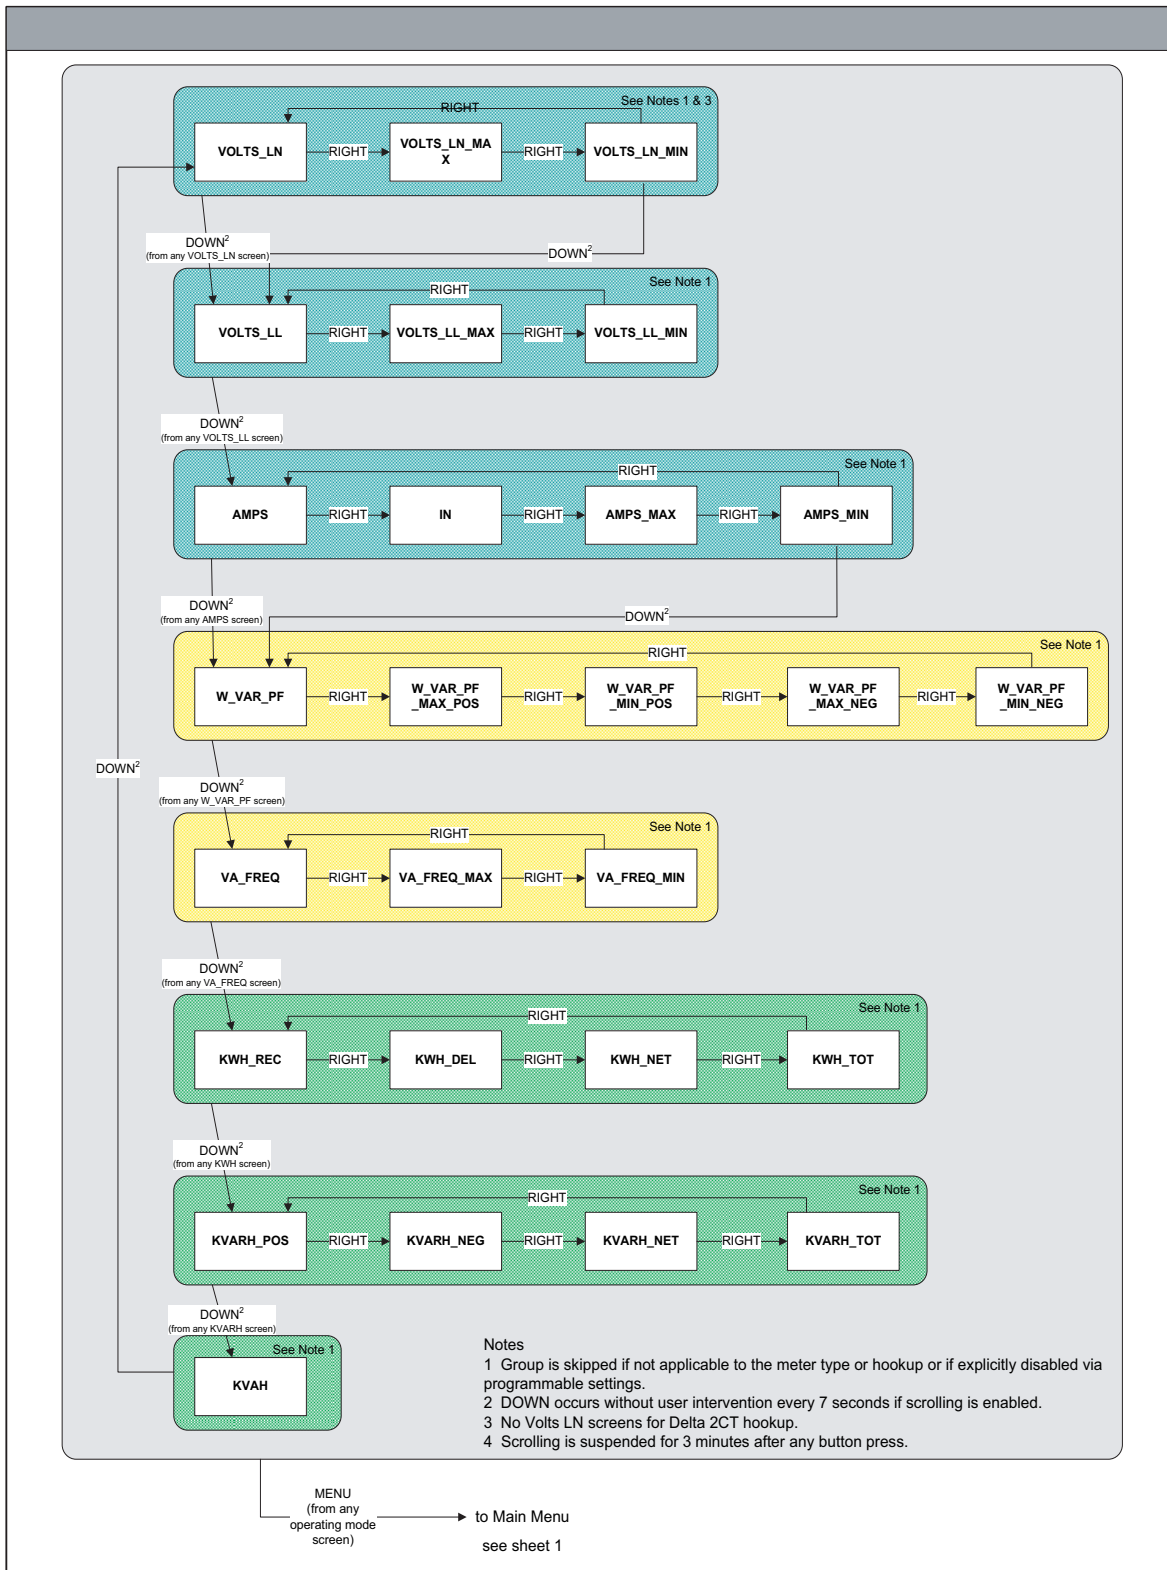 See Notes 1 & 3
RIGHT
VOLTS_LN
RIGHT
VOLTS_LN_MA
X
RIGHT
VOLTS_LN_MIN
DOWN2
(from any VOLTS_LN screen)
DOWN2
See Note 1
RIGHT
VOLTS_LL
RIGHT
VOLTS_LL_MAX
RIGHT
VOLTS_LL_MIN
DOWN2
(from any VOLTS_LL screen)
See Note 1
RIGHT
AMPS
RIGHT
IN
RIGHT
AMPS_MAX
RIGHT
AMPS_MIN
DOWN2
(from any AMPS screen)
DOWN2
See Note 1
RIGHT
W_VAR_PF
RIGHT
W_VAR_PF
_MAX_POS
RIGHT
W_VAR_PF
_MIN_POS
RIGHT
W_VAR_PF
_MAX_NEG
RIGHT
W_VAR_PF
_MIN_NEG
DOWN2
DOWN2
(from any W_VAR_PF screen)
See Note 1
RIGHT
VA_FREQ
RIGHT
VA_FREQ_MAX
RIGHT
VA_FREQ_MIN
DOWN2
(from any VA_FREQ screen)
See Note 1
RIGHT
KWH_REC
RIGHT
KWH_DEL
RIGHT
KWH_NET
RIGHT
KWH_TOT
DOWN2
(from any KWH screen)
See Note 1
RIGHT
KVARH_POS
RIGHT
KVARH_NEG
RIGHT
KVARH_NET
RIGHT
KVARH_TOT
DOWN2
(from any KVARH screen)
See Note 1
KVAH
Notes
1 Group is skipped if not applicable to the meter type or hookup or if explicitly disabled via
programmable settings.
2 DOWN occurs without user intervention every 7 seconds if scrolling is enabled.
3 No Volts LN screens for Delta 2CT hookup.
4 Scrolling is suspended for 3 minutes after any button press.
MENU
(from any
operating mode
screen)
to Main Menu
see sheet 1